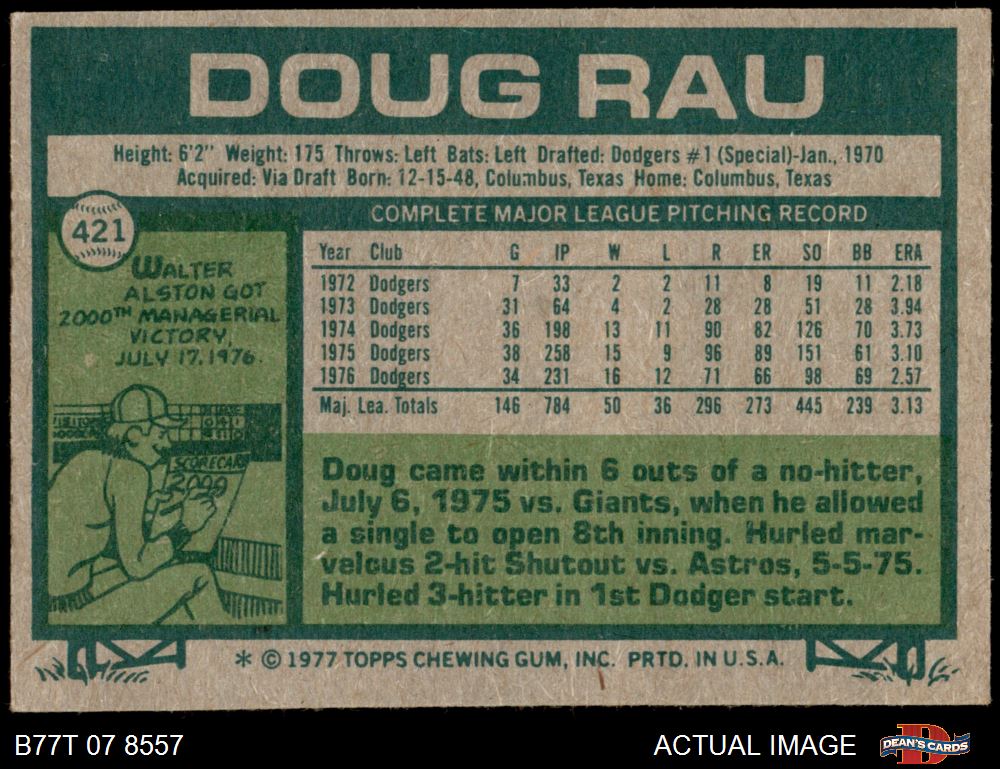 DOUG RAU
Height: 6'2" Weight: 175 Throws: Left Bats: Left Drafted: Dodgers #1 (Special)-Jan., 1970
Acquired: Via Draft Born: 12-15-48, Columbus, Texas Home: Columbus, Texas
421
WALTER
ALSTON GOT
2000TH MANAGERIAL
VICTORY,
JULY 17, 1976.
SCORECARD
2000
COMPLETE MAJOR LEAGUE PITCHING RECORD
Year Club G IP W L R ER SO BB ERA
1972 Dodgers 7 33 2 2 11 8 19 11 2.18
1973 Dodgers 31 64 4 2 28 28 51 28 3.94
1974 Dodgers 36 198 13 11 90 82 126 70 3.73
1975 Dodgers 38 258 15 9 96 89 151 61 3.10
1976 Dodgers 34 231 16 12 71 66 98 69 2.57
Maj. Lea. Totals 146 784 50 36 296 273 445 239 3.13
Doug came within 6 outs of a no-hitter,
July 6, 1975 vs. Giants, when he allowed
a single to open 8th inning. Hurled mar-
velous 2-hit Shutout vs. Astros, 5-5-75.
Hurled 3-hitter in 1st Dodger start.
* © 1977 TOPPS CHEWING GUM, INC. PRTD. IN U.S.A.
B77T 07 8557
ACTUAL IMAGE
DEAN'S CARDS